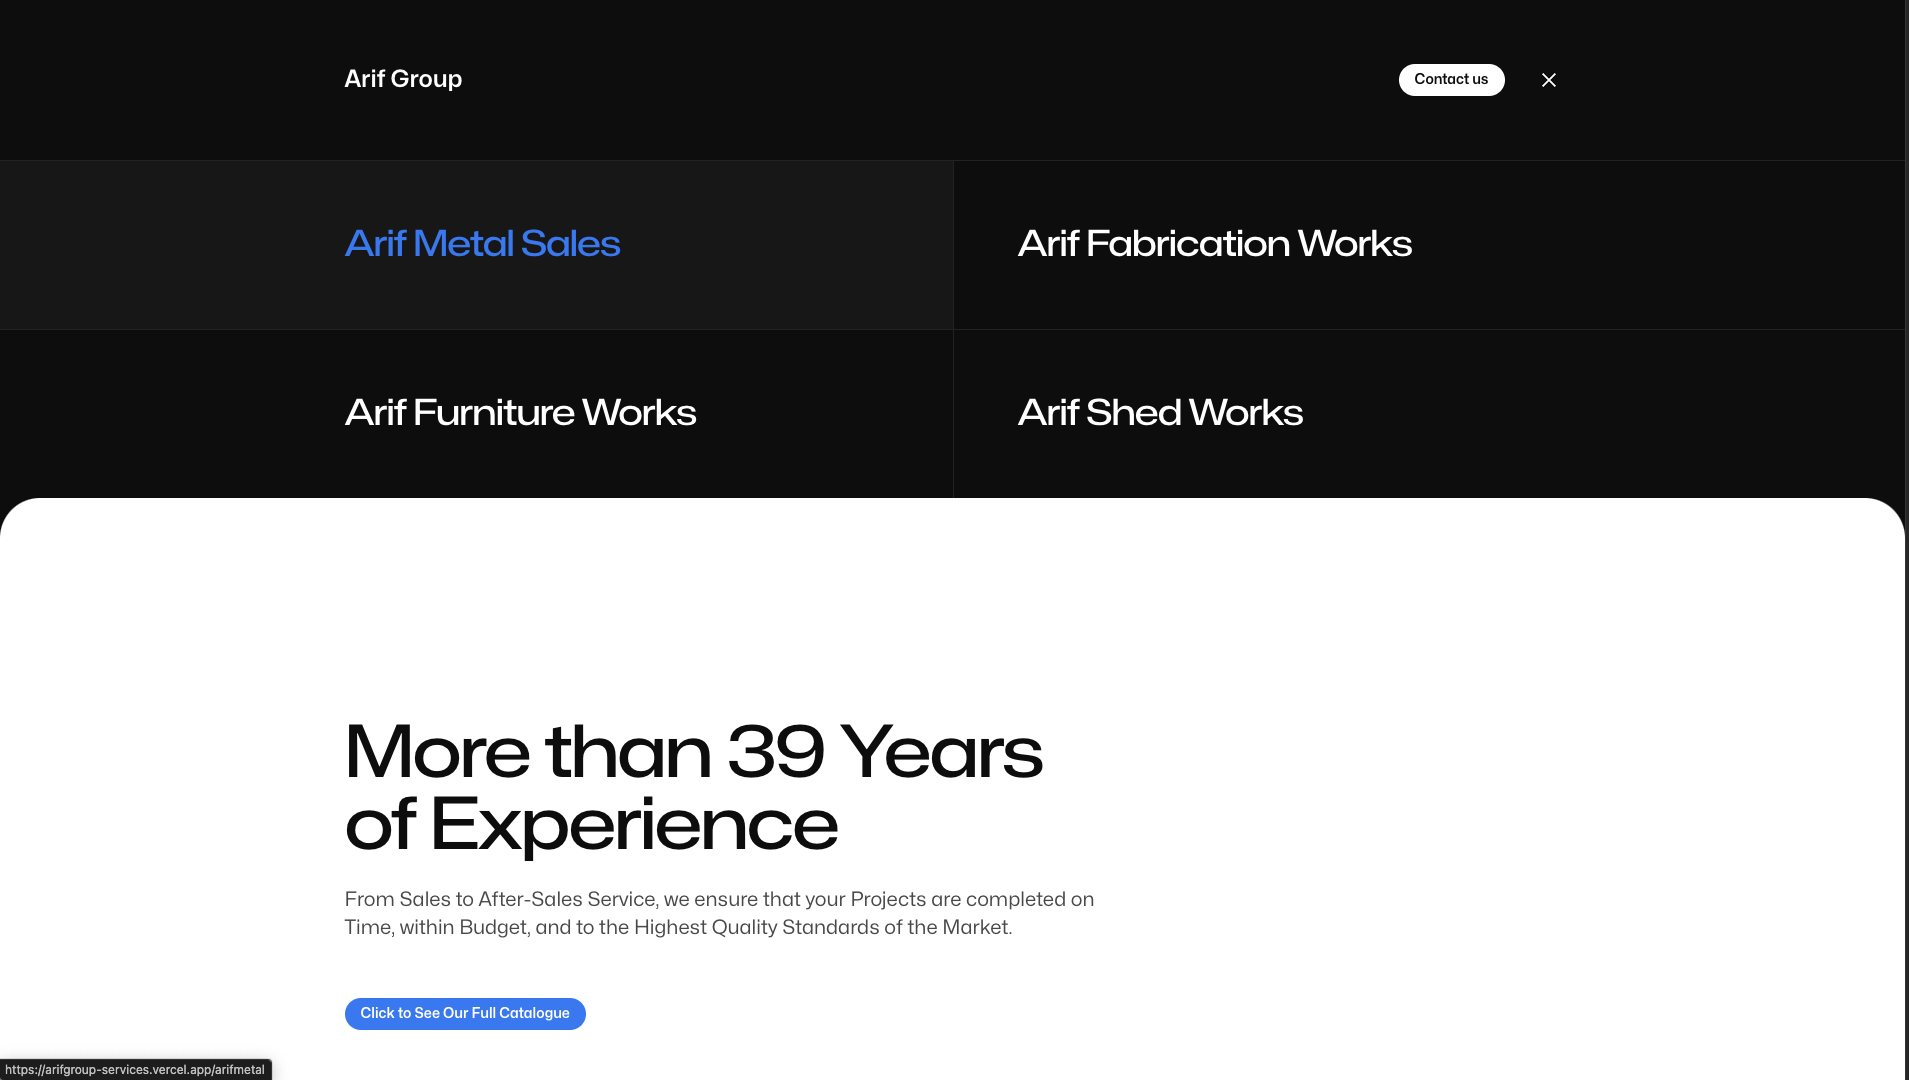 Arif Group
Contact us
Arif Metal Sales
Arif Fabrication Works
Arif Furniture Works
Arif Shed Works
More than 39 Years
of Experience
From Sales to After-Sales Service, we ensure that your Projects are completed on
Time, within Budget, and to the Highest Quality Standards of the Market.
Click to See Our Full Catalogue
https://arifgroup-services.vercel.app/arifmetal